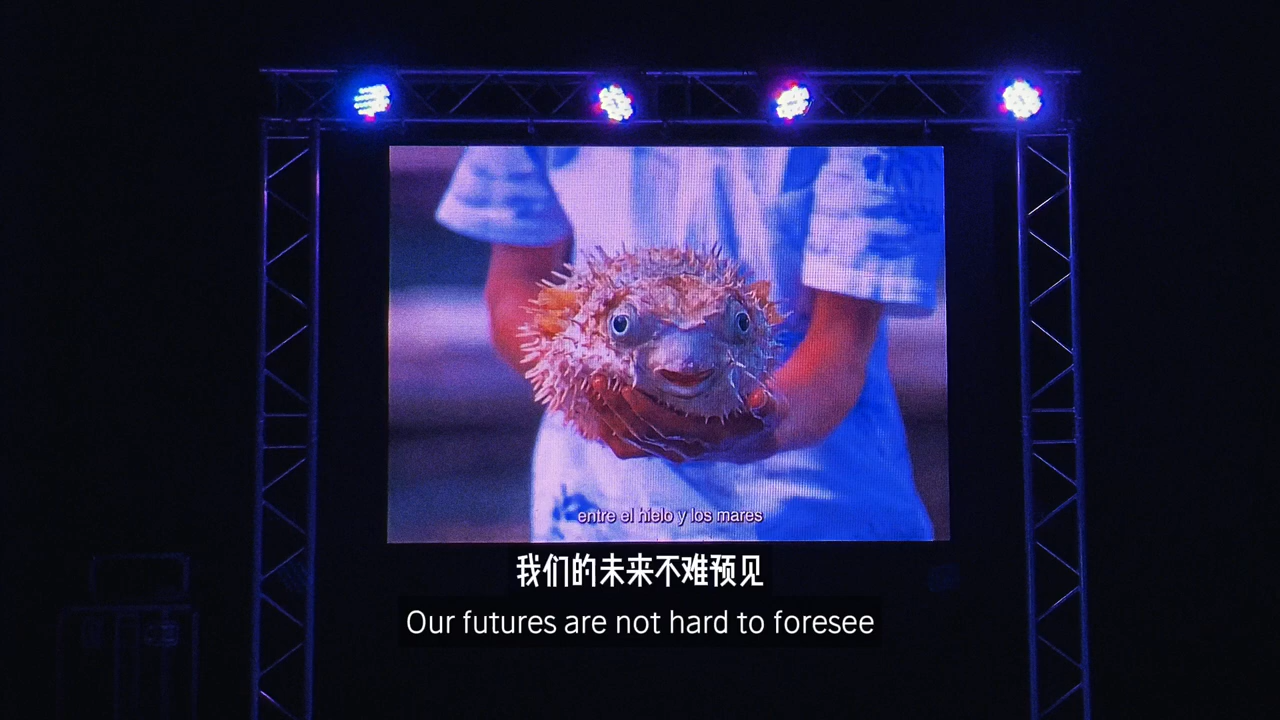 entre el hielo y los mares
我们的未来不难预见
Our futures are not hard to foresee